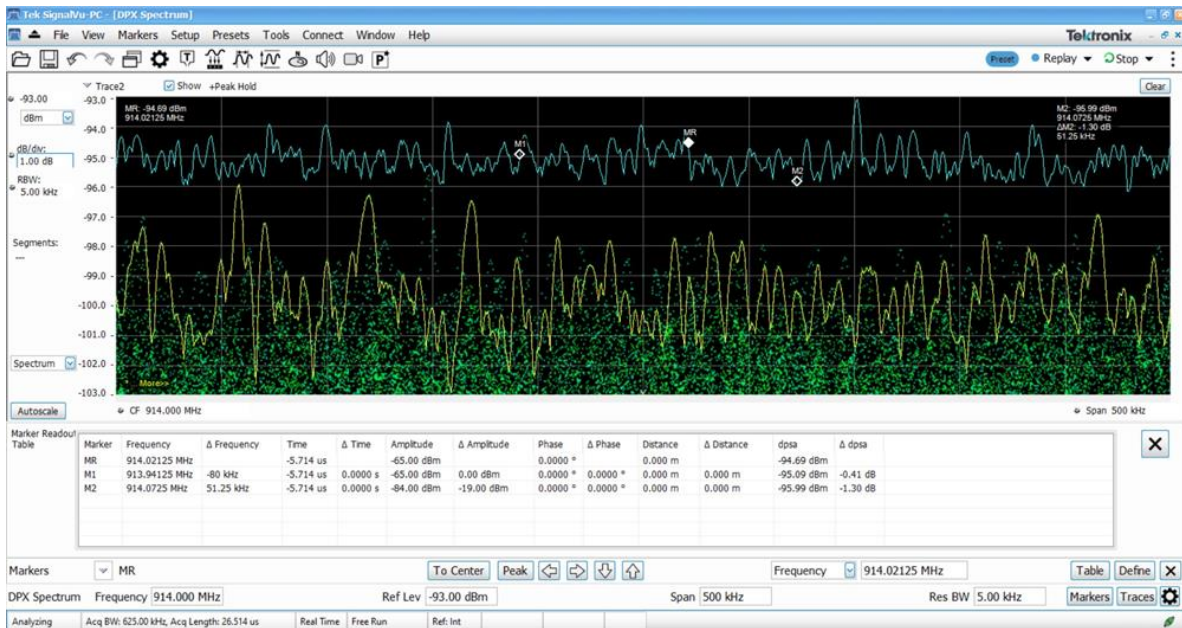 Tek SignalVu-PC - [DPX Spectrum]
File View Markers Setup Presets Tools Connect Window Help
Tektronix
T P Preset Replay Stop
Trace2 Show +Peak Hold Clear
-93.00
dBm
dB/div:
1.00 dB
RBW:
5.00 kHz
Segments:
---
Spectrum
Autoscale
-93.0
-94.0
-95.0
-96.0
-97.0
-98.0
-99.0
-100.0
-101.0
-102.0
-103.0
MR: -94.69 dBm
914.02125 MHz
M2: -95.99 dBm
914.0725 MHz
ΔM2: -1.30 dB
51.25 kHz
M1
MR
M2
More>>
CF 914.000 MHz Span 500 kHz
Marker Readout
Table
Marker Frequency Δ Frequency Time Δ Time Amplitude Δ Amplitude Phase Δ Phase Distance Δ Distance dpsa Δ dpsa
MR 914.02125 MHz -5.714 us -65.00 dBm 0.0000 ° 0.000 m -94.69 dBm
M1 913.94125 MHz -80 kHz -5.714 us 0.0000 s -65.00 dBm 0.00 dBm 0.0000 ° 0.0000 ° 0.000 m 0.000 m -95.09 dBm -0.41 dB
M2 914.0725 MHz 51.25 kHz -5.714 us 0.0000 s -84.00 dBm -19.00 dBm 0.0000 ° 0.0000 ° 0.000 m 0.000 m -95.99 dBm -1.30 dB
Markers MR To Center Peak Frequency 914.02125 MHz Table Define X
DPX Spectrum Frequency 914.000 MHz Ref Lev -93.00 dBm Span 500 kHz Res BW 5.00 kHz Markers Traces
Analyzing Acq BW: 625.00 kHz, Acq Length: 26.514 us Real Time Free Run Ref: Int